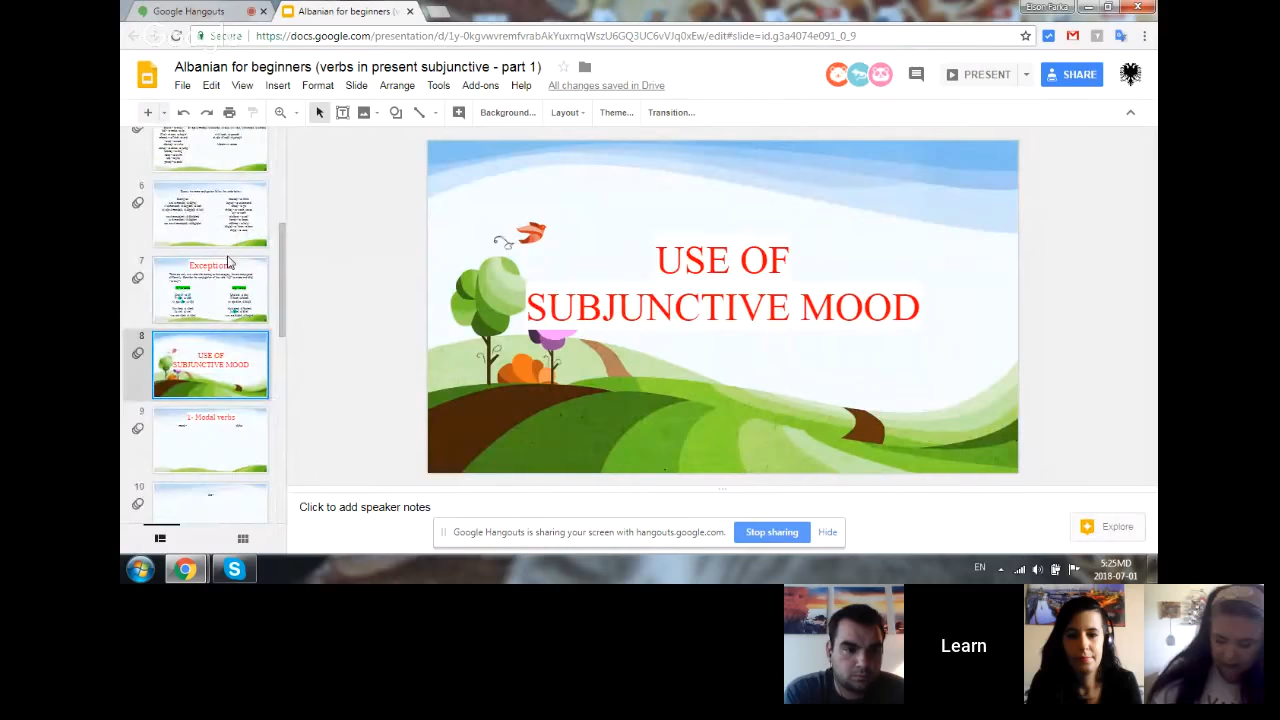 Google Hangouts
Albanian for beginners (v
Elson Farka
Secure
https://docs.google.com/presentation/d/1y-0kgvwvremfvrabAkYuxrnqWszU6GQ3UC6vVJq0xEw/edit#slide=id.g3a4074e091_0_9
Albanian for beginners (verbs in present subjunctive - part 1)
File Edit View Insert Format Slide Arrange Tools Add-ons Help All changes saved in Drive
PRESENT
SHARE
Background... Layout Theme... Transition...
6
7
Exception
8
USE OF
SUBJUNCTIVE MOOD
9
1- Modal verbs
10
USE OF
SUBJUNCTIVE MOOD
Click to add speaker notes
Google Hangouts is sharing your screen with hangouts.google.com.
Stop sharing
Hide
Explore
EN
5:25MD
2018-07-01
Learn